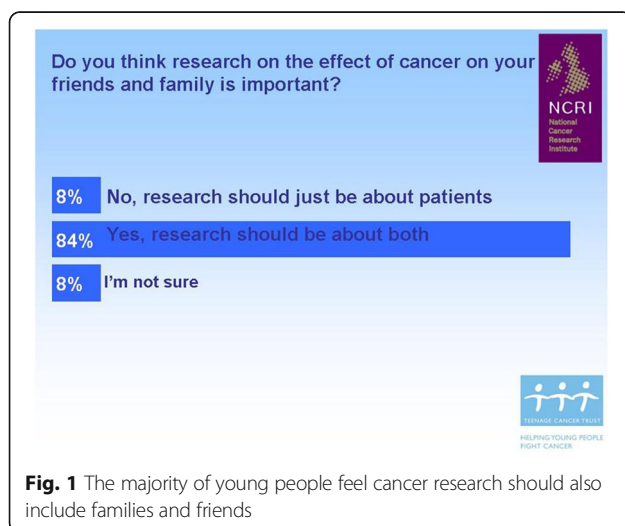 Do you think research on the effect of cancer on your
friends and family is important?
NCRI
National
Cancer
Research
Institute
8% No, research should just be about patients
84% Yes, research should be about both
8% I'm not sure
TEENAGE CANCER TRUST
HELPING YOUNG PEOPLE
FIGHT CANCER
Fig. 1 The majority of young people feel cancer research should also
include families and friends